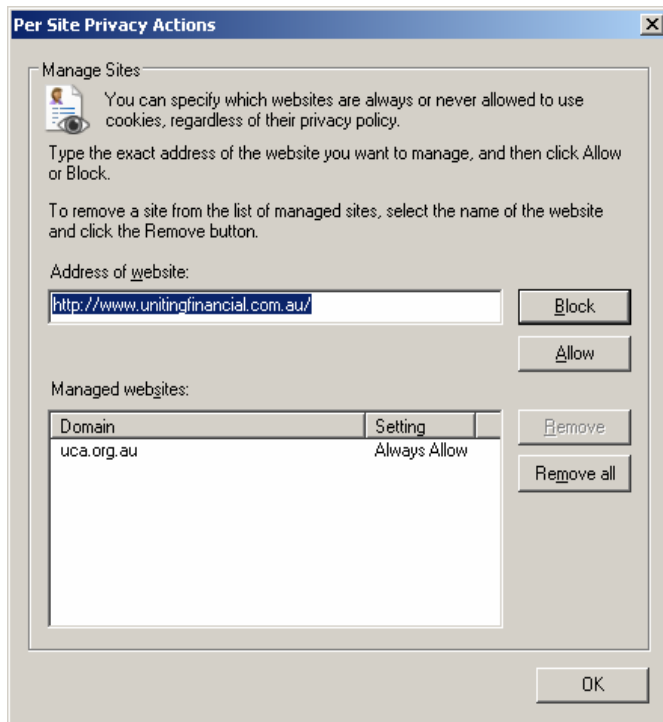 Per Site Privacy Actions
Manage Sites
You can specify which websites are always or never allowed to use
cookies, regardless of their privacy policy.
Type the exact address of the website you want to manage, and then click Allow
or Block.
To remove a site from the list of managed sites, select the name of the website
and click the Remove button.
Address of website:
http://www.unitingfinancial.com.au/
Block
Allow
Managed websites:
Domain Setting
Remove
uca.org.au Always Allow
Remove all
OK